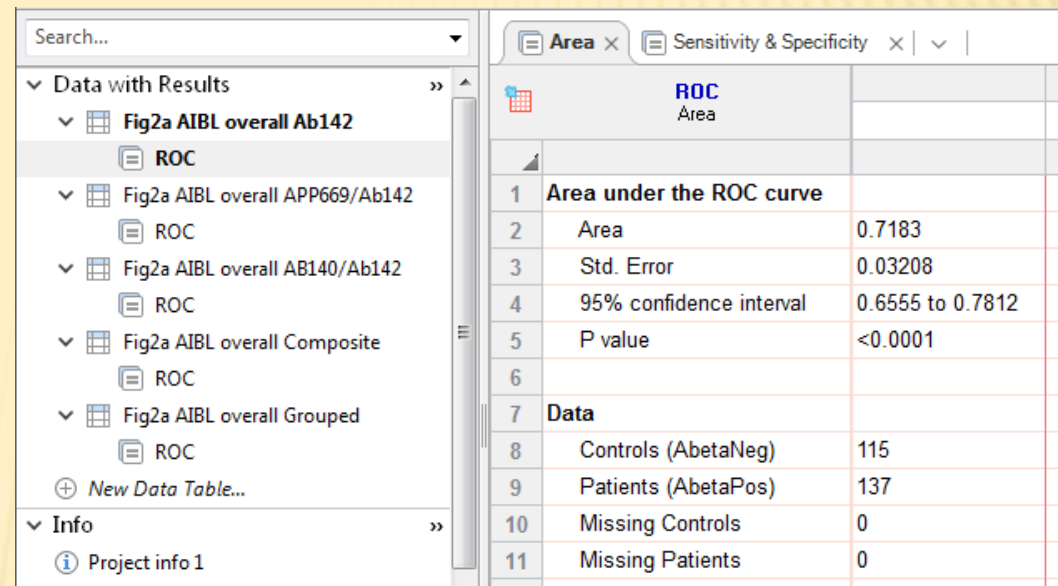 Search...
Data with Results »
Fig2a AIBL overall Ab142
ROC
Fig2a AIBL overall APP669/Ab142
ROC
Fig2a AIBL overall AB140/Ab142
ROC
Fig2a AIBL overall Composite
ROC
Fig2a AIBL overall Grouped
ROC
New Data Table...
Info »
Project info 1
Area × Sensitivity & Specificity ×
ROC
Area
1 Area under the ROC curve
2 Area 0.7183
3 Std. Error 0.03208
4 95% confidence interval 0.6555 to 0.7812
5 P value <0.0001
6
7 Data
8 Controls (AbetaNeg) 115
9 Patients (AbetaPos) 137
10 Missing Controls 0
11 Missing Patients 0